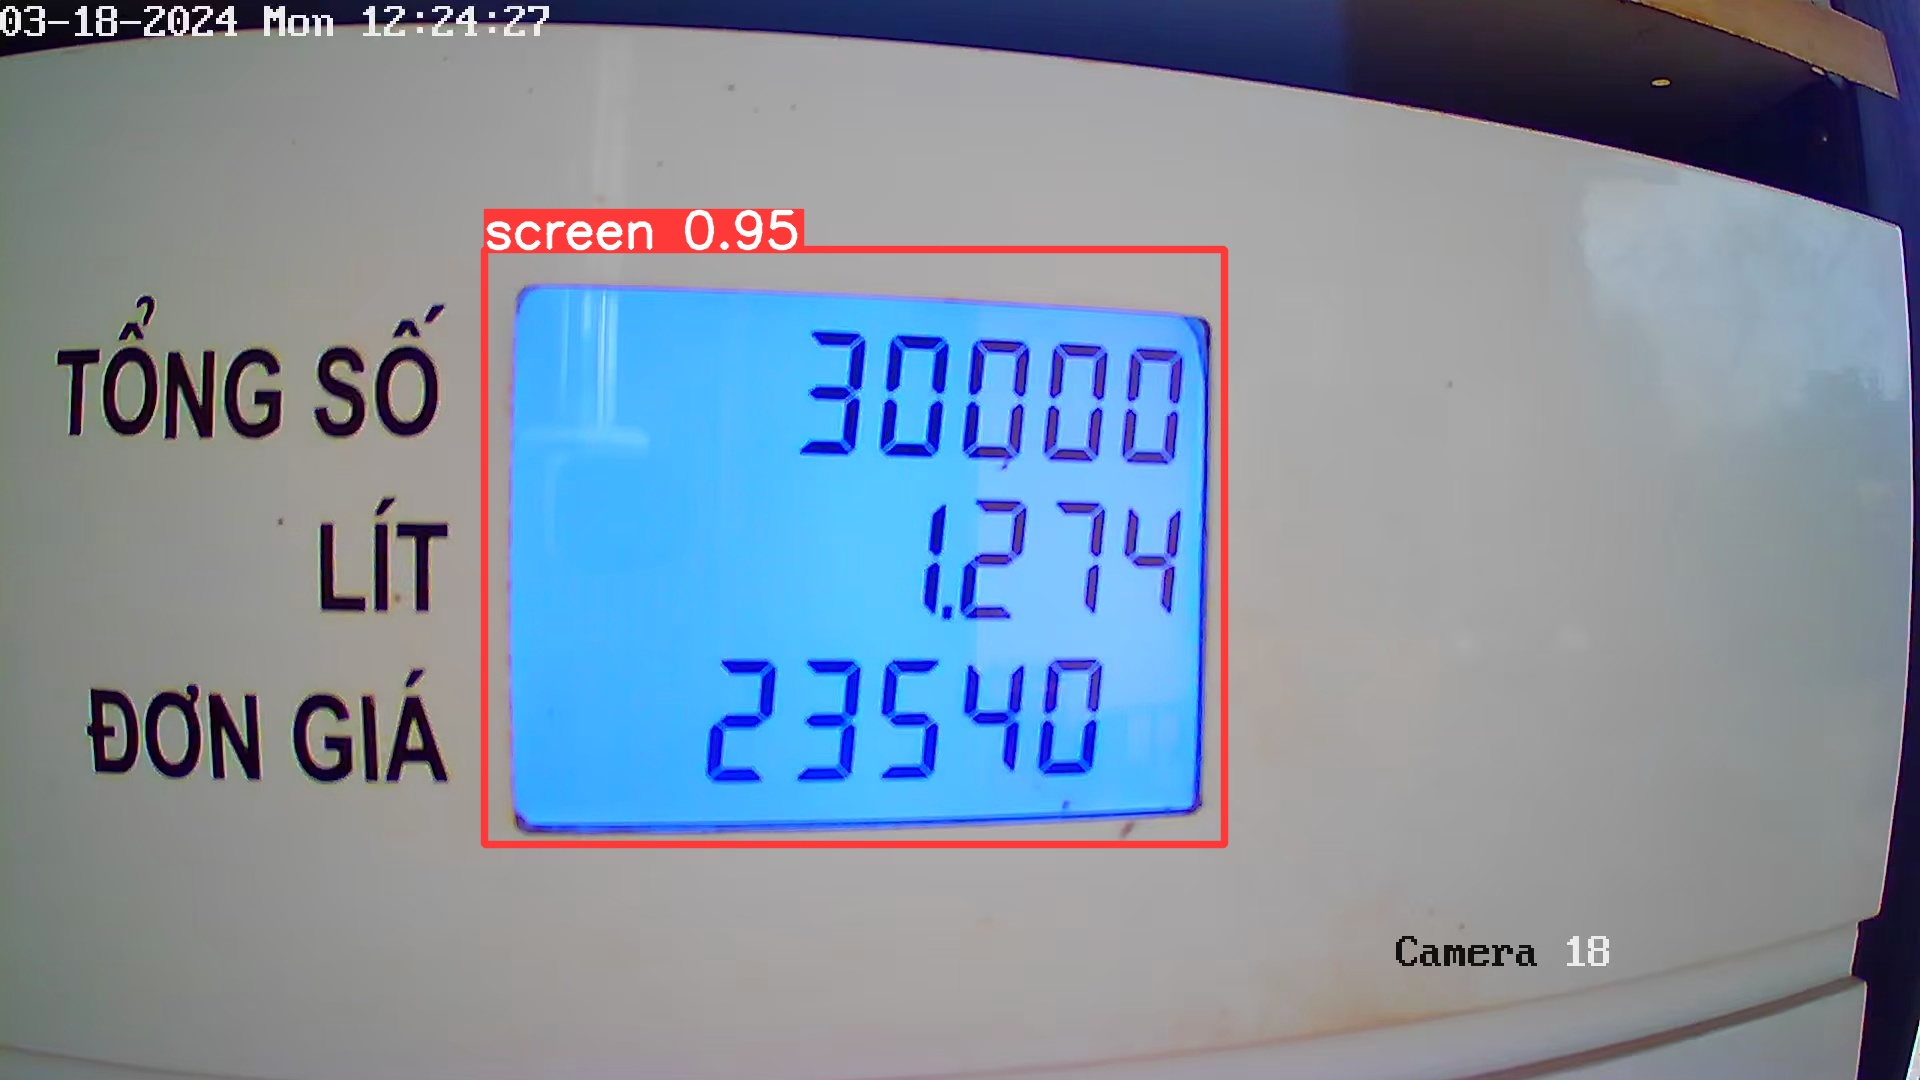 03-18-2024 Mon 12:24:27
screen 0.95
TỔNG SỐ 30000
LÍT 1.274
ĐƠN GIÁ 23540
Camera 18